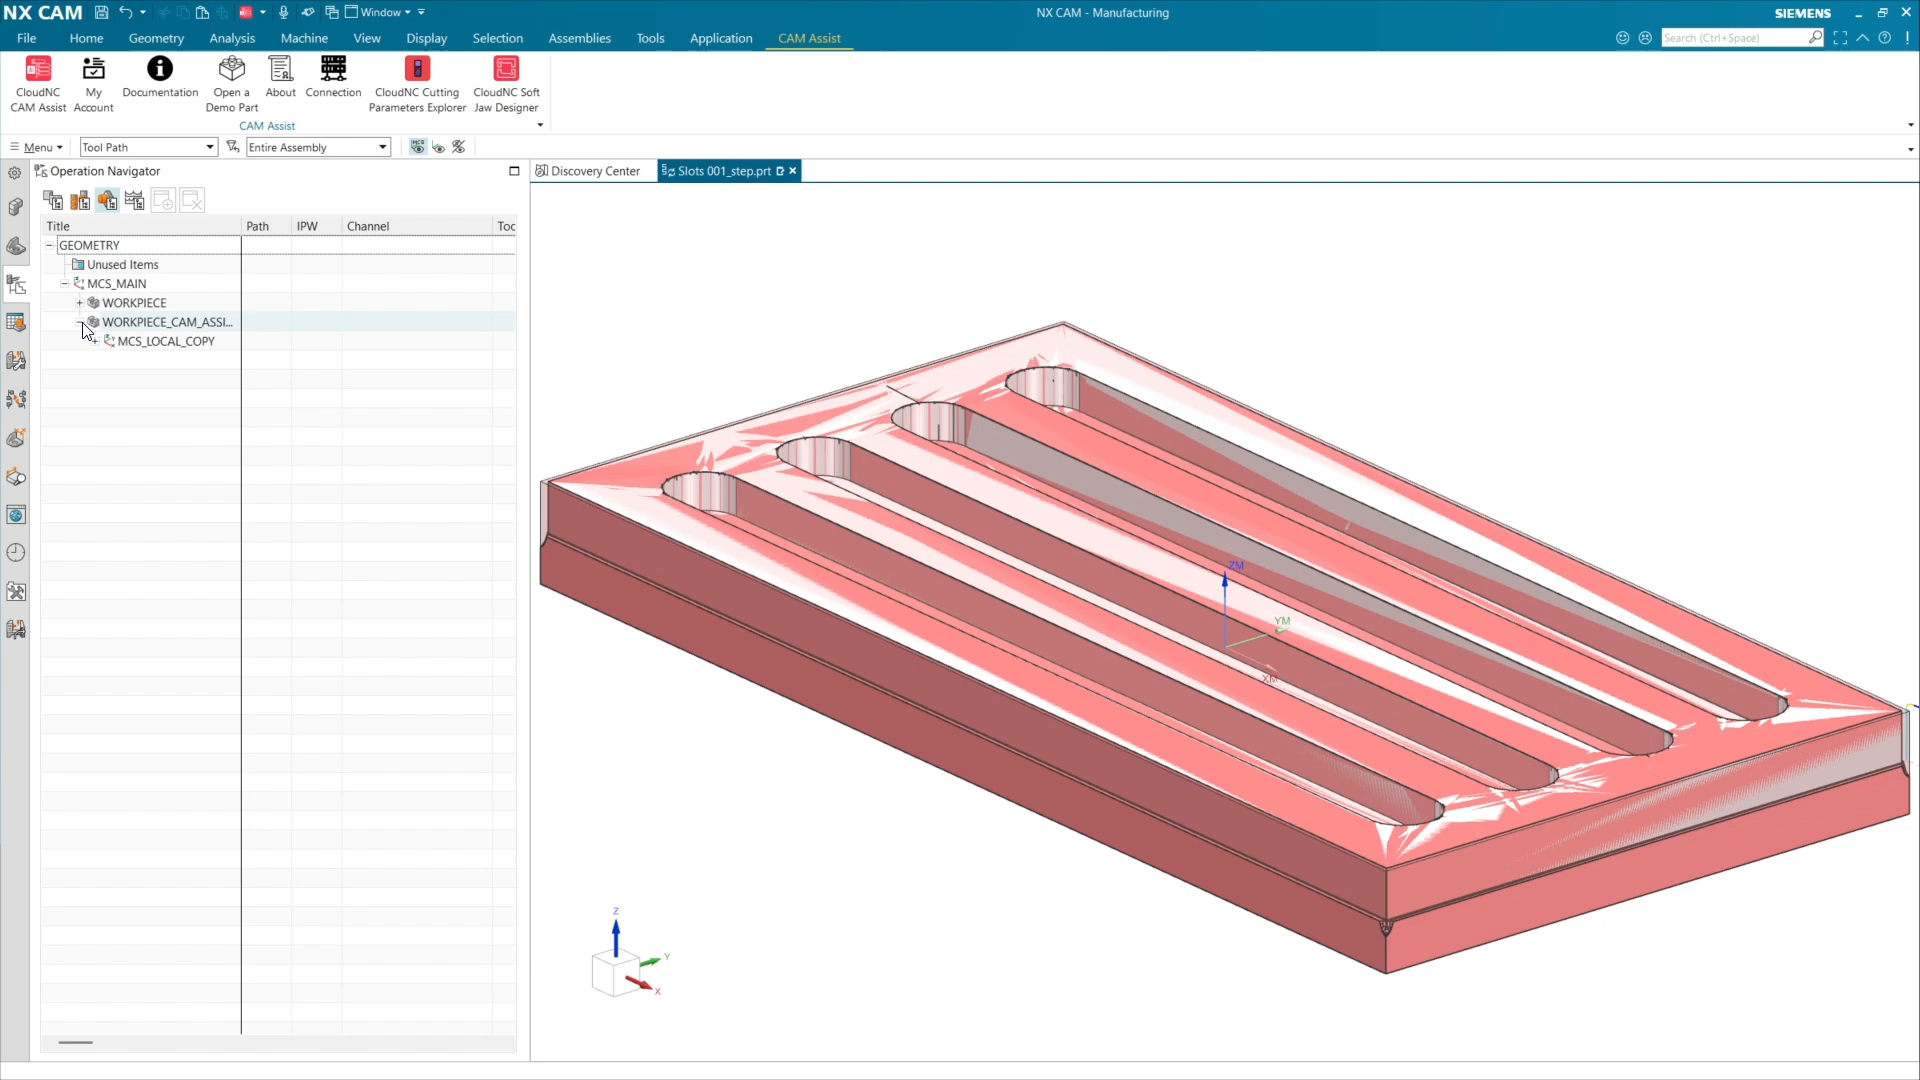 NX CAM
Window
NX CAM - Manufacturing
SIEMENS
File
Home
Geometry
Analysis
Machine
View
Display
Selection
Assemblies
Tools
Application
CAM Assist
Search (Ctrl+Space)
CloudNC
CAM Assist
My
Account
Documentation
Open a
Demo Part
About
Connection
CloudNC Cutting
Parameters Explorer
CloudNC Soft
Jaw Designer
CAM Assist
Menu
Tool Path
Entire Assembly
Operation Navigator
Discovery Center
Slots 001_step.prt
Title
Path
IPW
Channel
Toc
GEOMETRY
Unused Items
MCS_MAIN
WORKPIECE
WORKPIECE_CAM_ASSI...
MCS_LOCAL_COPY
ZM
YM
XM
Z
Y
X